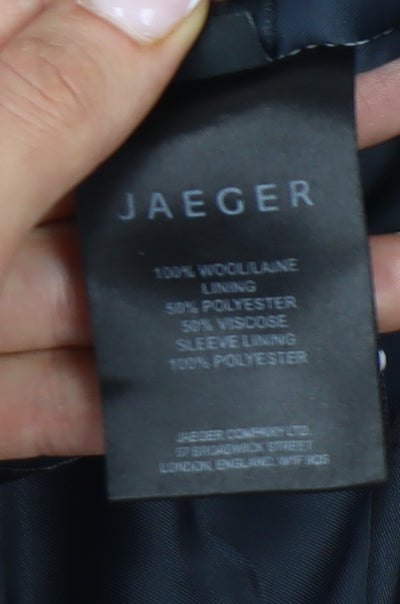 JAEGER
100% WOOL/LAINE
LINING
50% POLYESTER
50% VISCOSE
SLEEVE LINING
100% POLYESTER
JAEGER COMPANY LTD.
57 BROADWICK STREET
LONDON, ENGLAND, W1F 9QS